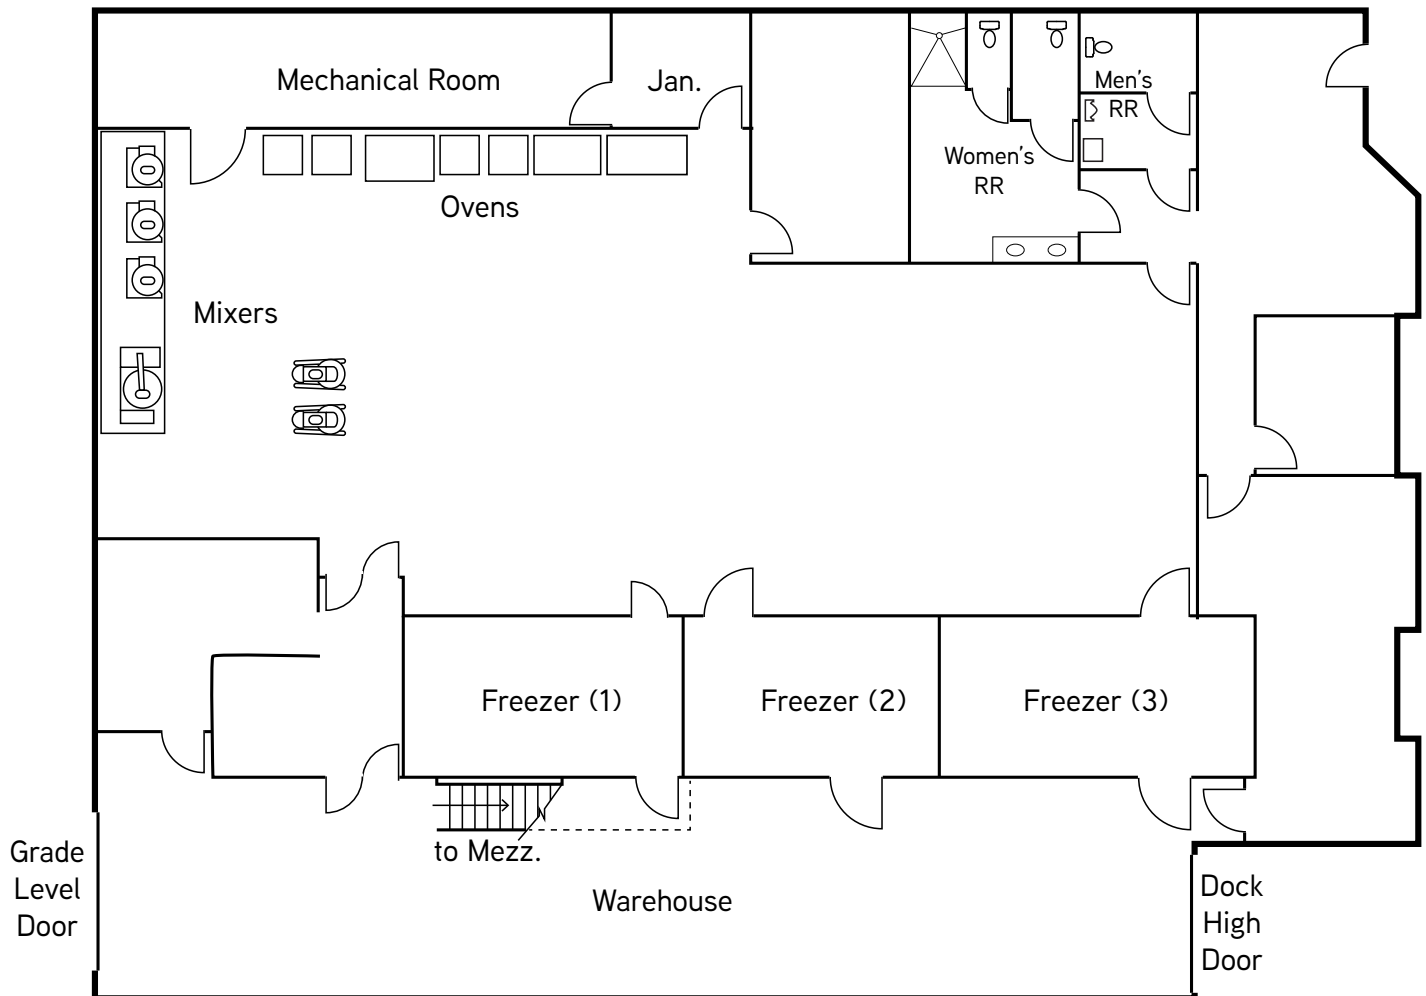 Mechanical Room
Jan.
Men's
RR
Women's
RR
Ovens
Mixers
Freezer (1)
Freezer (2)
Freezer (3)
to Mezz.
Grade
Level
Door
Warehouse
Dock
High
Door